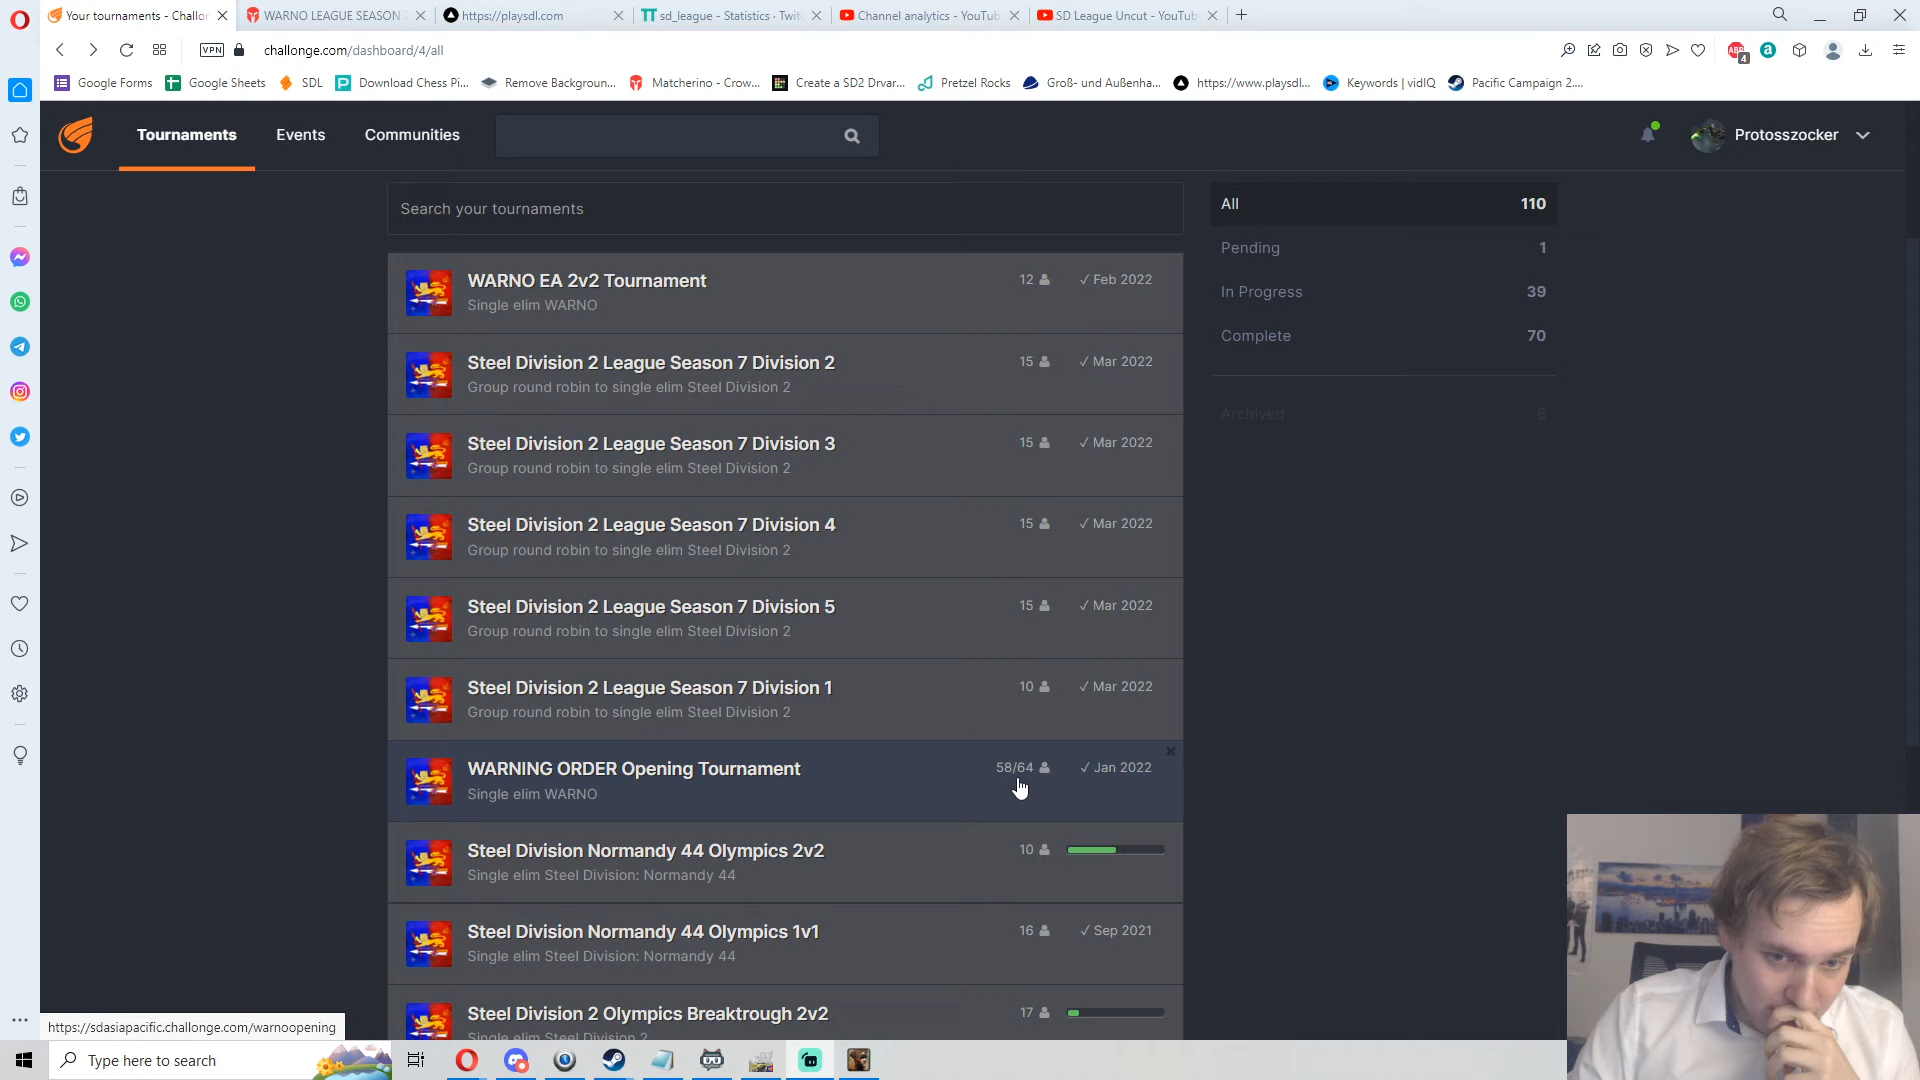 Your tournaments - Challo
WARNO LEAGUE SEASON 2
https://playsdl.com
sd_league - Statistics · Twit
Channel analytics - YouTub
SD League Uncut - YouTub
VPN
challonge.com/dashboard/4/all
ABP
4
Google Forms
Google Sheets
SDL
Download Chess Pi...
Remove Backgroun...
Matcherino - Crow...
Create a SD2 Drvar...
Pretzel Rocks
Groß- und Außenha...
https://www.playsdl...
Keywords | vidIQ
Pacific Campaign 2....
Tournaments
Events
Communities
Protosszocker
Search your tournaments
All 110
Pending 1
In Progress 39
Complete 70
Archived 6
WARNO EA 2v2 Tournament 12 ✓ Feb 2022
Single elim WARNO
Steel Division 2 League Season 7 Division 2 15 ✓ Mar 2022
Group round robin to single elim Steel Division 2
Steel Division 2 League Season 7 Division 3 15 ✓ Mar 2022
Group round robin to single elim Steel Division 2
Steel Division 2 League Season 7 Division 4 15 ✓ Mar 2022
Group round robin to single elim Steel Division 2
Steel Division 2 League Season 7 Division 5 15 ✓ Mar 2022
Group round robin to single elim Steel Division 2
Steel Division 2 League Season 7 Division 1 10 ✓ Mar 2022
Group round robin to single elim Steel Division 2
WARNING ORDER Opening Tournament 58/64 ✓ Jan 2022
Single elim WARNO
Steel Division Normandy 44 Olympics 2v2 10
Single elim Steel Division: Normandy 44
Steel Division Normandy 44 Olympics 1v1 16 ✓ Sep 2021
Single elim Steel Division: Normandy 44
Steel Division 2 Olympics Breaktrough 2v2 17
Single elim Steel Division 2
https://sdasiapacific.challonge.com/warnoopening
Type here to search